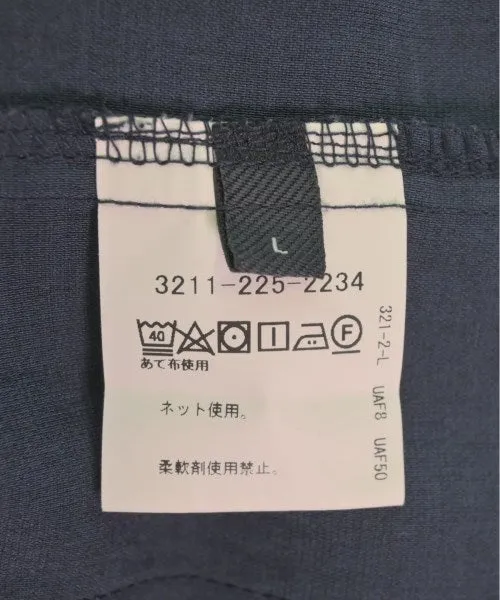 L
3211-225-2234
40
F
あて布使用
ネット使用。
柔軟剤使用禁止。
321-2-L UAF8 UAF50